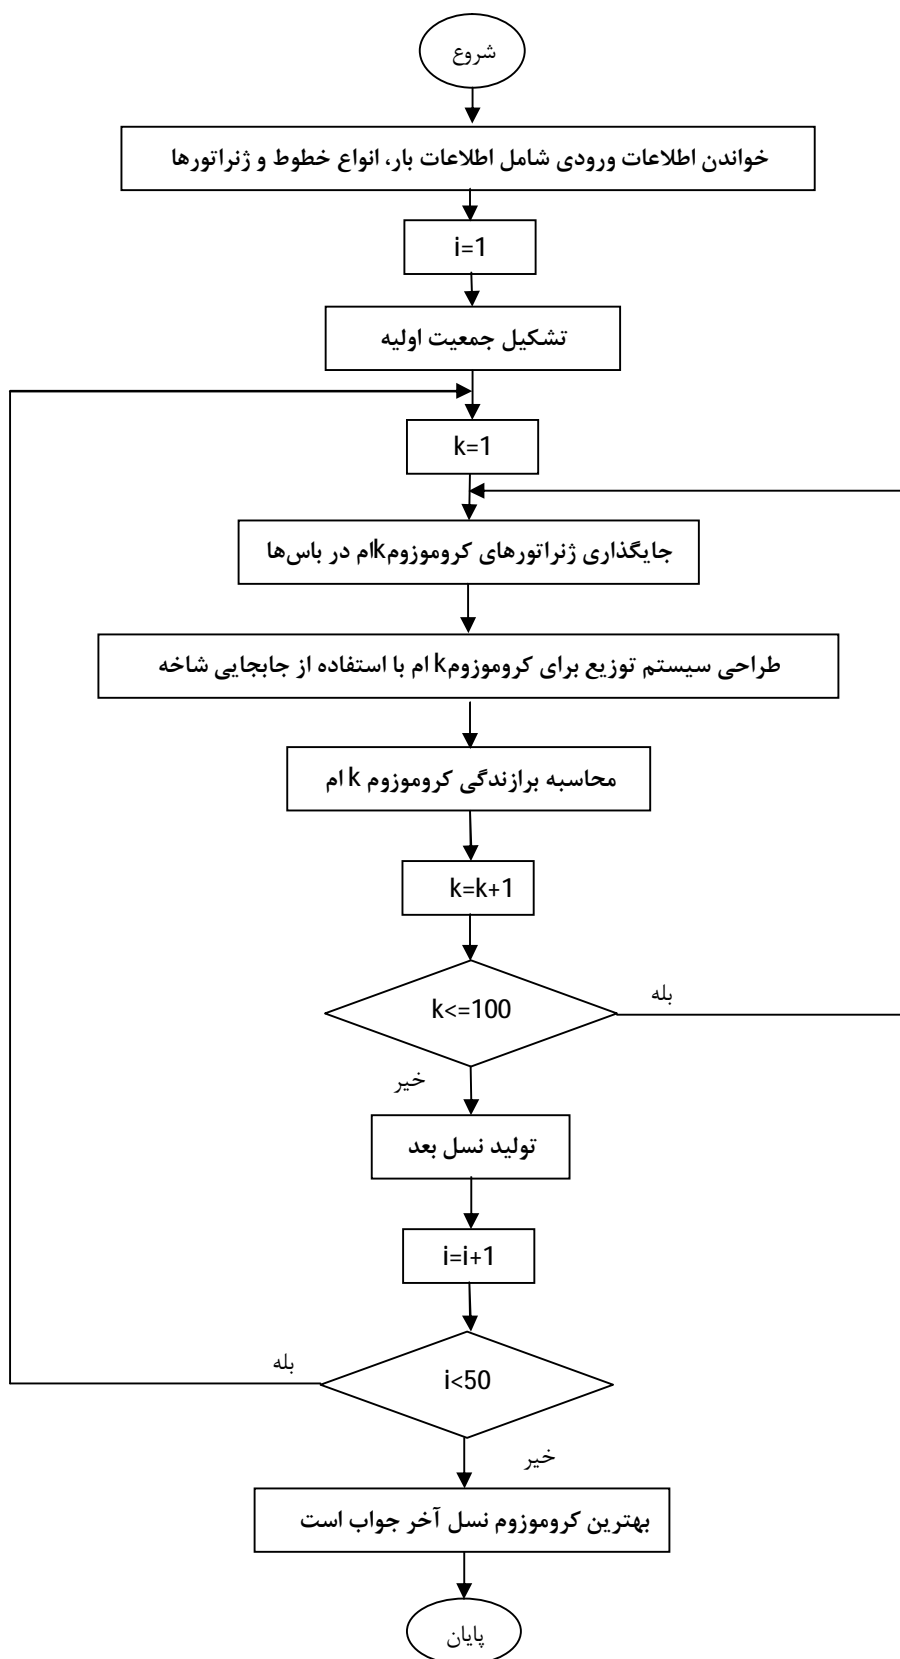 شروع
خواندن اطلاعات ورودی شامل اطلاعات بار، انواع خطوط و ژنراتورها
i=1
تشکیل جمعیت اولیه
k=1
جایگذاری ژنراتورهای کروموزومkام در باس‌ها
طراحی سیستم توزیع برای کروموزومk ام با استفاده از جابجایی شاخه
محاسبه برازندگی کروموزوم k ام
k=k+1
k<=100
بله
خیر
تولید نسل بعد
i=i+1
i<50
بله
خیر
بهترین کروموزوم نسل آخر جواب است
پایان